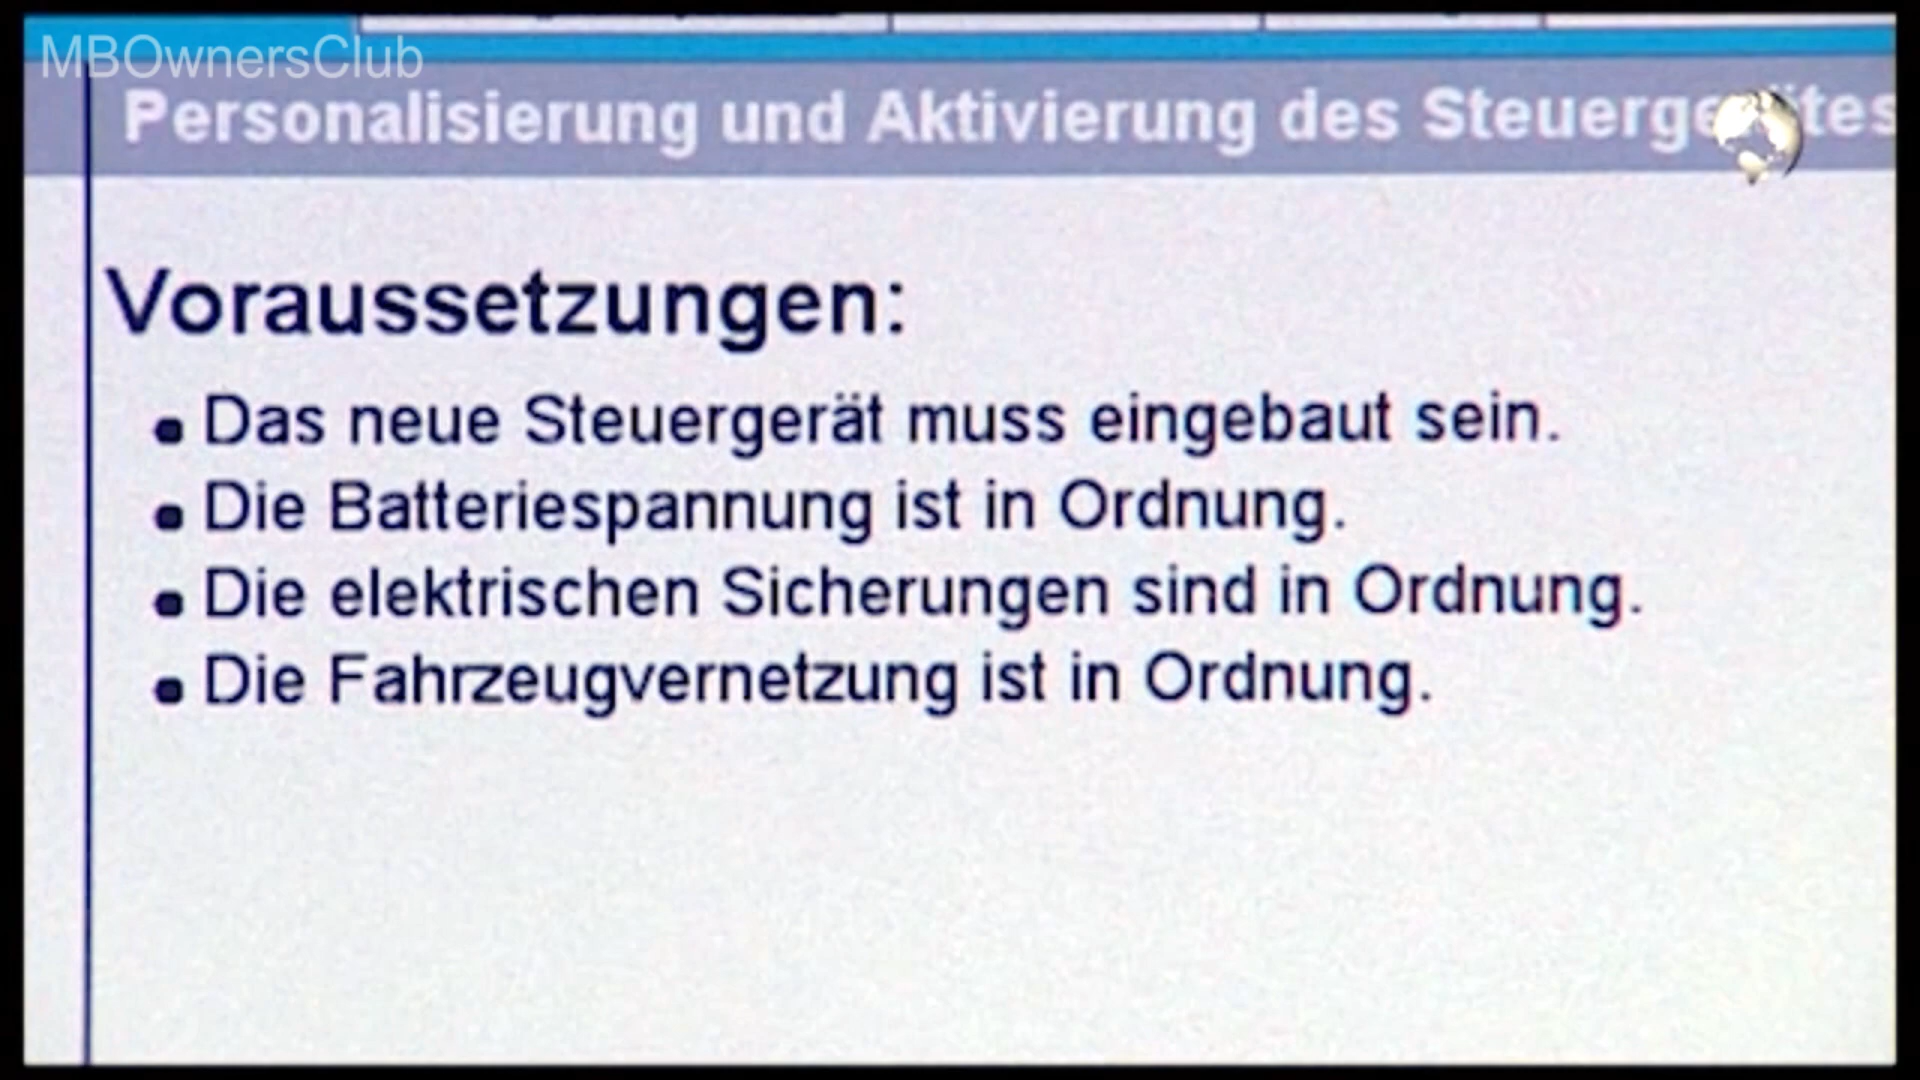 MBOwnersClub
Personalisierung und Aktivierung des Steuergerätes
Voraussetzungen:
• Das neue Steuergerät muss eingebaut sein.
• Die Batteriespannung ist in Ordnung.
• Die elektrischen Sicherungen sind in Ordnung.
• Die Fahrzeugvernetzung ist in Ordnung.